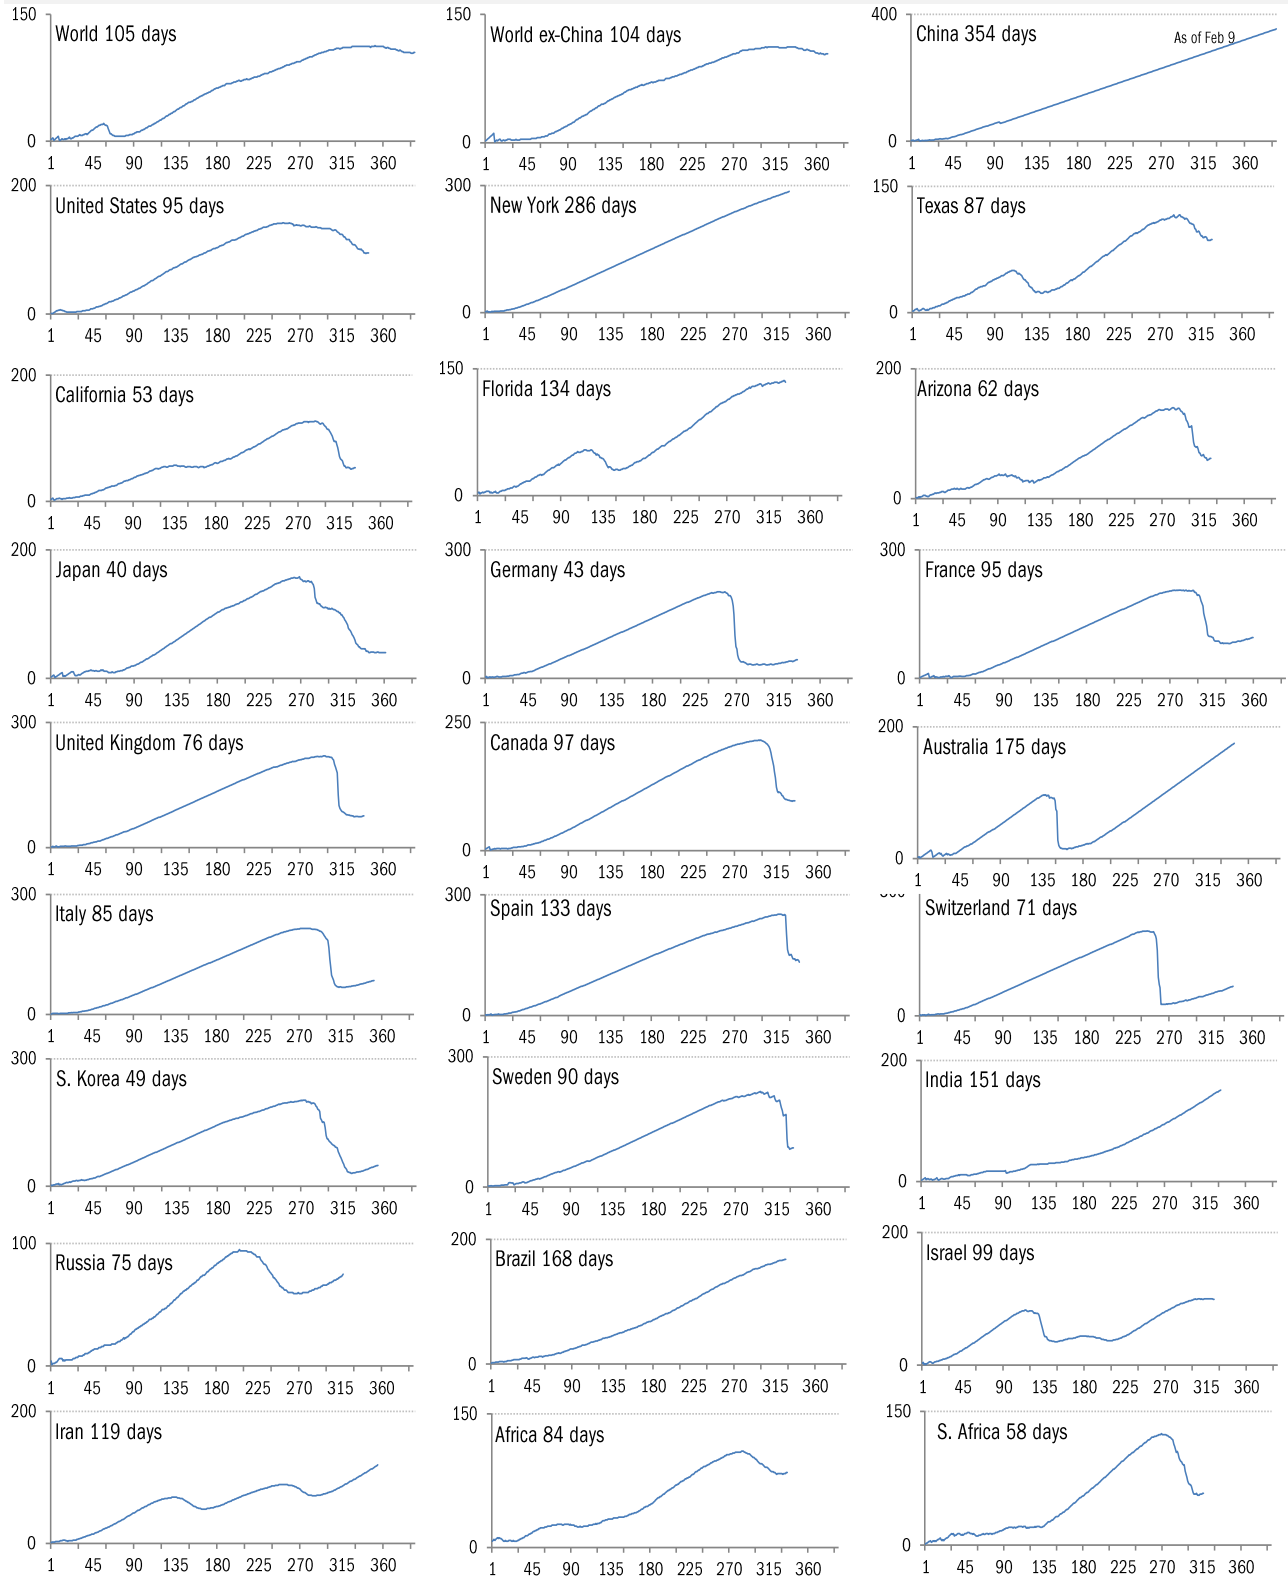 150
World 105 days
0
1 45 90 135 180 225 270 315 360
150
World ex-China 104 days
0
1 45 90 135 180 225 270 315 360
400
China 354 days
As of Feb 9
0
1 45 90 135 180 225 270 315 360
200
United States 95 days
0
1 45 90 135 180 225 270 315 360
300
New York 286 days
0
1 45 90 135 180 225 270 315 360
150
Texas 87 days
0
1 45 90 135 180 225 270 315 360
200
California 53 days
0
1 45 90 135 180 225 270 315 360
150
Florida 134 days
0
1 45 90 135 180 225 270 315 360
200
Arizona 62 days
0
1 45 90 135 180 225 270 315 360
200
Japan 40 days
0
1 45 90 135 180 225 270 315 360
300
Germany 43 days
0
1 45 90 135 180 225 270 315 360
300
France 95 days
0
1 45 90 135 180 225 270 315 360
300
United Kingdom 76 days
0
1 45 90 135 180 225 270 315 360
250
Canada 97 days
0
1 45 90 135 180 225 270 315 360
200
Australia 175 days
0
1 45 90 135 180 225 270 315 360
300
Italy 85 days
0
1 45 90 135 180 225 270 315 360
300
Spain 133 days
0
1 45 90 135 180 225 270 315 360
Switzerland 71 days
0
1 45 90 135 180 225 270 315 360
300
S. Korea 49 days
0
1 45 90 135 180 225 270 315 360
300
Sweden 90 days
0
1 45 90 135 180 225 270 315 360
200
India 151 days
0
1 45 90 135 180 225 270 315 360
100
Russia 75 days
0
1 45 90 135 180 225 270 315 360
200
Brazil 168 days
0
1 45 90 135 180 225 270 315 360
200
Israel 99 days
0
1 45 90 135 180 225 270 315 360
200
Iran 119 days
0
1 45 90 135 180 225 270 315 360
150
Africa 84 days
0
1 45 90 135 180 225 270 315 360
150
S. Africa 58 days
0
1 45 90 135 180 225 270 315 360